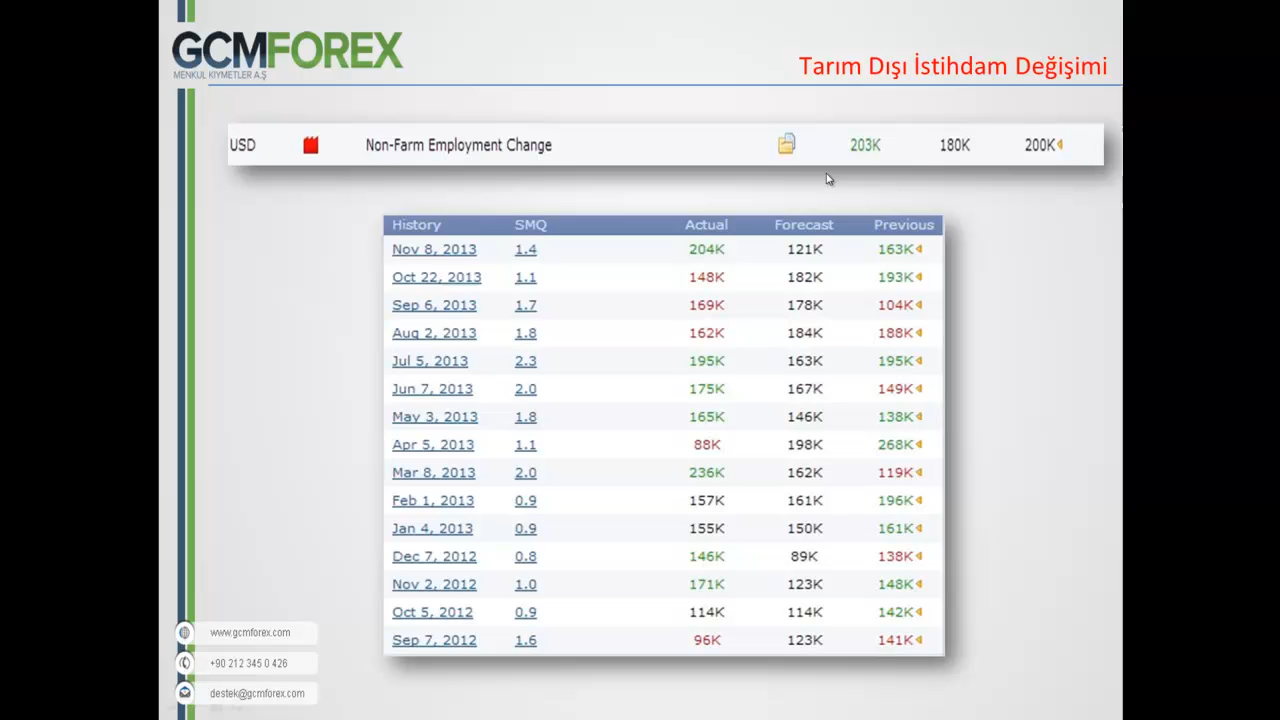 GCMFOREX
MENKUL KIYMETLER A.Ş
Tarım Dışı İstihdam Değişimi
USD Non-Farm Employment Change 203K 180K 200K
History SMQ Actual Forecast Previous
Nov 8, 2013 1.4 204K 121K 163K
Oct 22, 2013 1.1 148K 182K 193K
Sep 6, 2013 1.7 169K 178K 104K
Aug 2, 2013 1.8 162K 184K 188K
Jul 5, 2013 2.3 195K 163K 195K
Jun 7, 2013 2.0 175K 167K 149K
May 3, 2013 1.8 165K 146K 138K
Apr 5, 2013 1.1 88K 198K 268K
Mar 8, 2013 2.0 236K 162K 119K
Feb 1, 2013 0.9 157K 161K 196K
Jan 4, 2013 0.9 155K 150K 161K
Dec 7, 2012 0.8 146K 89K 138K
Nov 2, 2012 1.0 171K 123K 148K
Oct 5, 2012 0.9 114K 114K 142K
Sep 7, 2012 1.6 96K 123K 141K
www.gcmforex.com
+90 212 345 0 426
destek@gcmforex.com